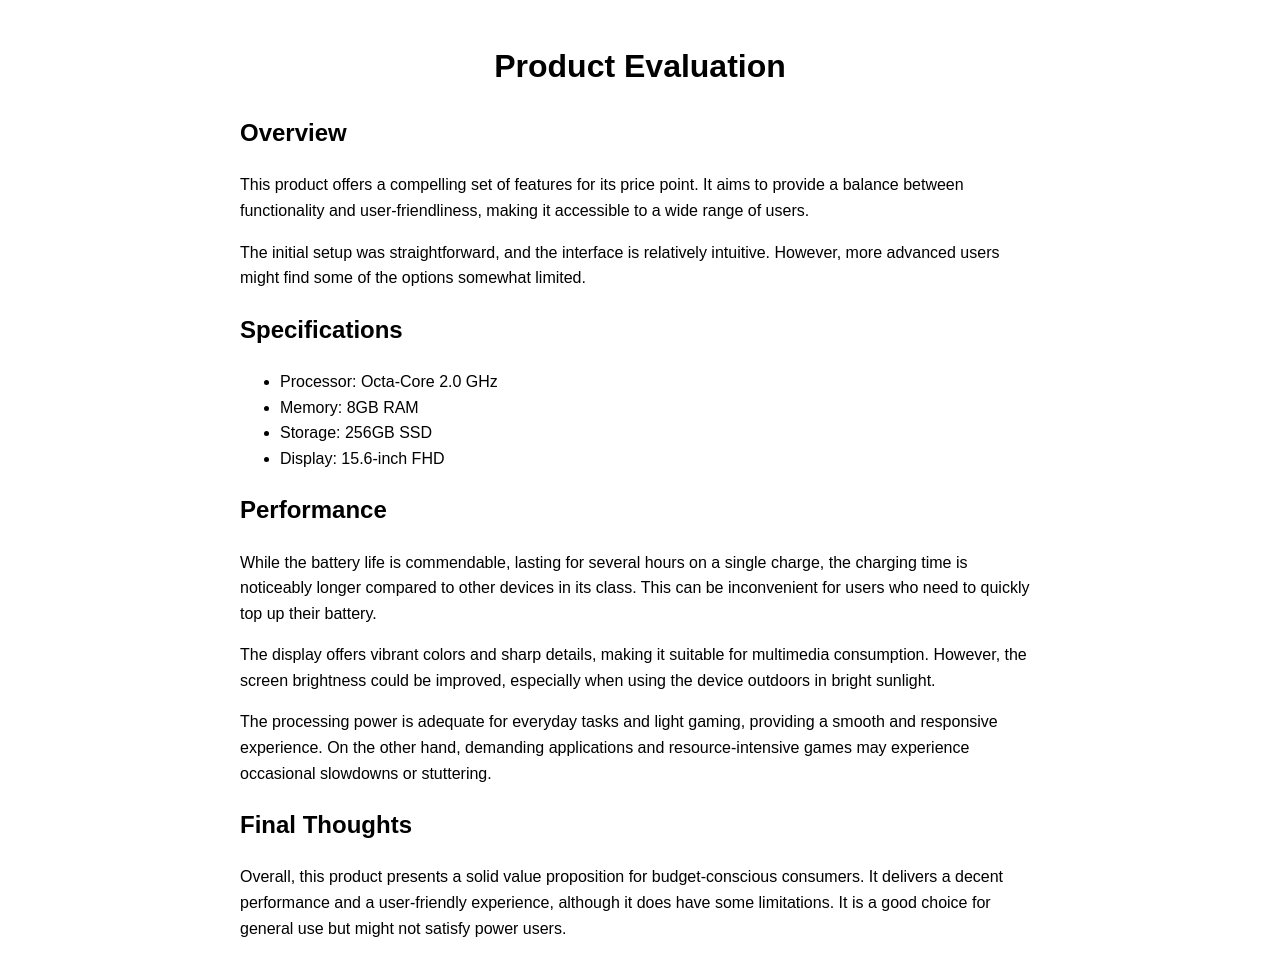 Product Evaluation
Overview
This product offers a compelling set of features for its price point. It aims to provide a balance between
functionality and user-friendliness, making it accessible to a wide range of users.
The initial setup was straightforward, and the interface is relatively intuitive. However, more advanced users
might find some of the options somewhat limited.
Specifications
• Processor: Octa-Core 2.0 GHz
• Memory: 8GB RAM
• Storage: 256GB SSD
• Display: 15.6-inch FHD
Performance
While the battery life is commendable, lasting for several hours on a single charge, the charging time is
noticeably longer compared to other devices in its class. This can be inconvenient for users who need to quickly
top up their battery.
The display offers vibrant colors and sharp details, making it suitable for multimedia consumption. However, the
screen brightness could be improved, especially when using the device outdoors in bright sunlight.
The processing power is adequate for everyday tasks and light gaming, providing a smooth and responsive
experience. On the other hand, demanding applications and resource-intensive games may experience
occasional slowdowns or stuttering.
Final Thoughts
Overall, this product presents a solid value proposition for budget-conscious consumers. It delivers a decent
performance and a user-friendly experience, although it does have some limitations. It is a good choice for
general use but might not satisfy power users.